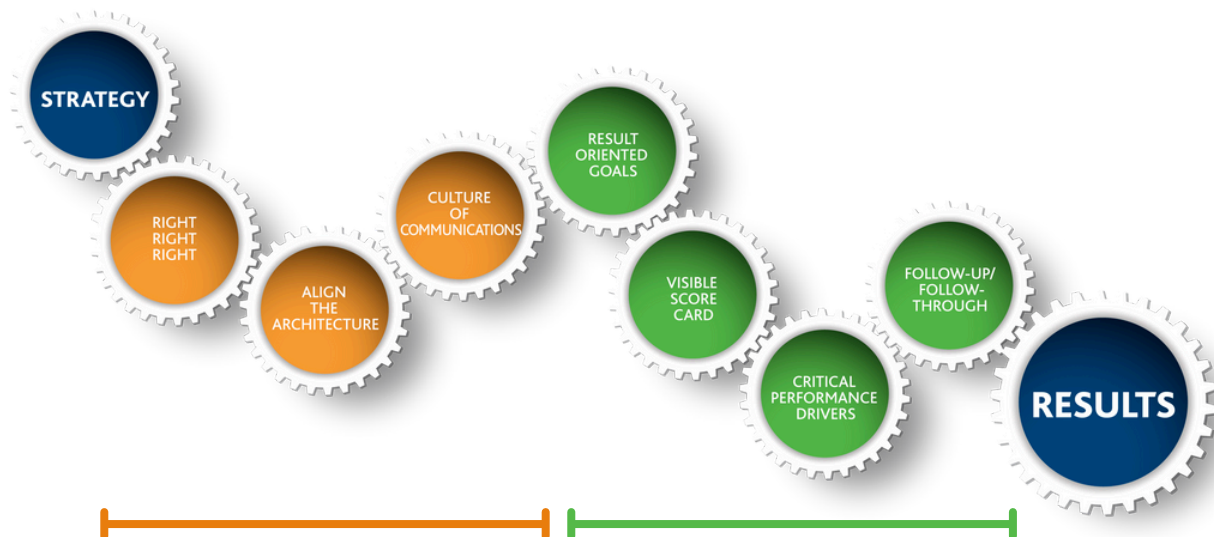 STRATEGY
RIGHT
RIGHT
RIGHT
ALIGN
THE
ARCHITECTURE
CULTURE
OF
COMMUNICATIONS
RESULT
ORIENTED
GOALS
VISIBLE
SCORE
CARD
CRITICAL
PERFORMANCE
DRIVERS
FOLLOW-UP/
FOLLOW-
THROUGH
RESULTS